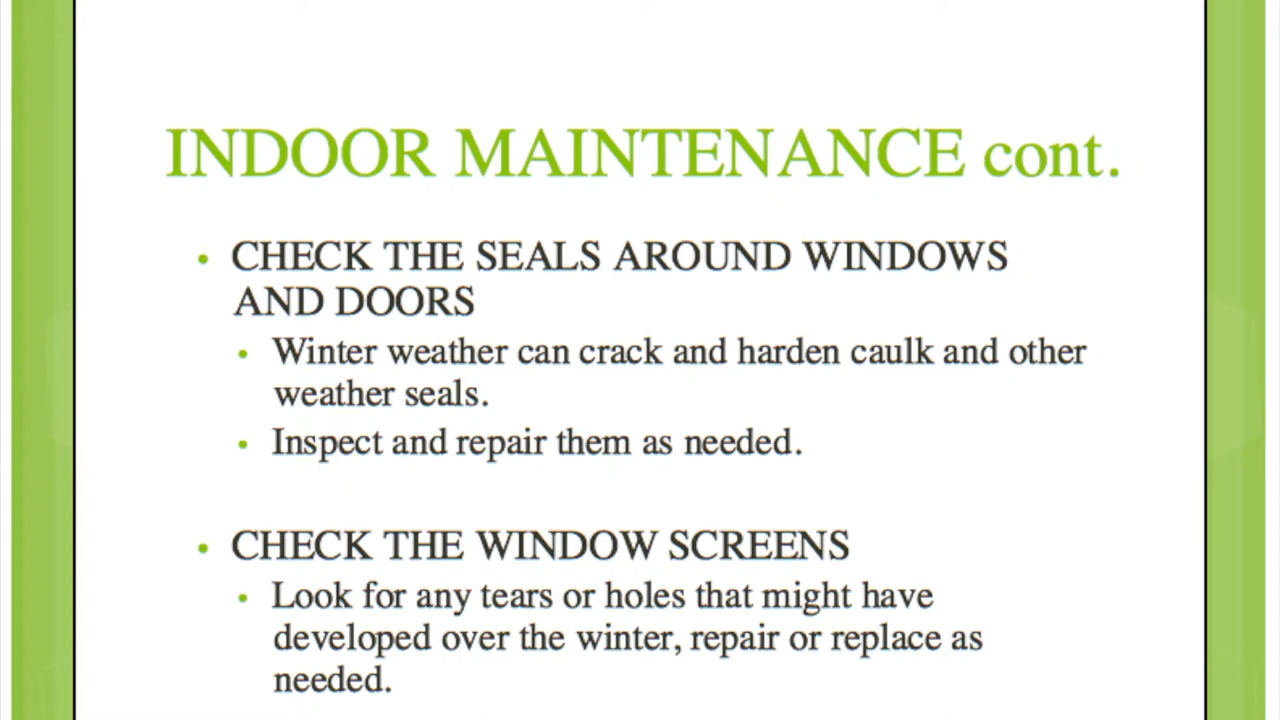 INDOOR MAINTENANCE cont.
• CHECK THE SEALS AROUND WINDOWS
AND DOORS
• Winter weather can crack and harden caulk and other
weather seals.
• Inspect and repair them as needed.
• CHECK THE WINDOW SCREENS
• Look for any tears or holes that might have
developed over the winter, repair or replace as
needed.